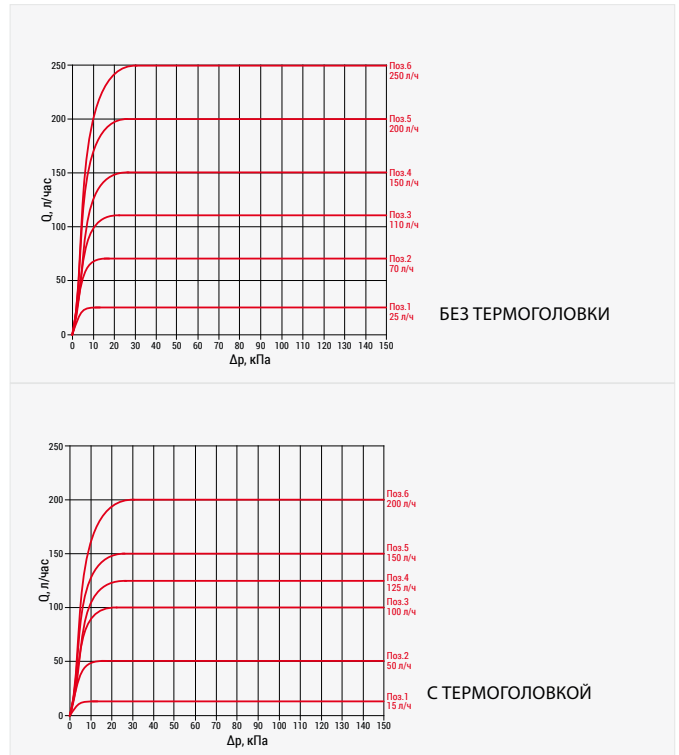 250
200
150
100
50
0
Q, л/час
0 10 20 30 40 50 60 70 80 90 100 110 120 130 140 150
Δp, кПа
Поз.6
250 л/ч
Поз.5
200 л/ч
Поз.4
150 л/ч
Поз.3
110 л/ч
Поз.2
70 л/ч
Поз.1
25 л/ч
БЕЗ ТЕРМОГОЛОВКИ
250
200
150
100
50
0
Q, л/час
0 10 20 30 40 50 60 70 80 90 100 110 120 130 140 150
Δp, кПа
Поз.6
200 л/ч
Поз.5
150 л/ч
Поз.4
125 л/ч
Поз.3
100 л/ч
Поз.2
50 л/ч
Поз.1
15 л/ч
С ТЕРМОГОЛОВКОЙ